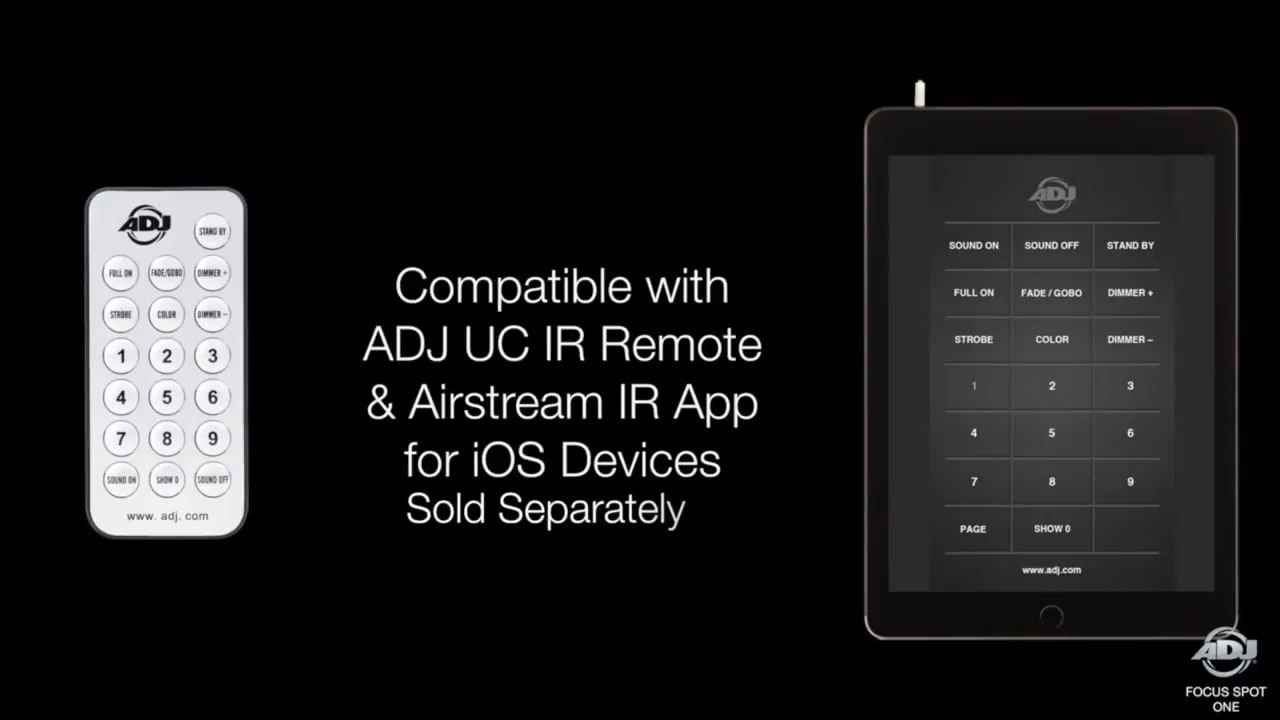 ADJ
STAND BY
FULL ON FADE/GOBO DIMMER +
STROBE COLOR DIMMER –
1 2 3
4 5 6
7 8 9
SOUND ON SHOW 0 SOUND OFF
www. adj. com
Compatible with
ADJ UC IR Remote
& Airstream IR App
for iOS Devices
Sold Separately
ADJ
SOUND ON SOUND OFF STAND BY
FULL ON FADE / GOBO DIMMER +
STROBE COLOR DIMMER –
1 2 3
4 5 6
7 8 9
PAGE SHOW 0
www.adj.com
ADJ
FOCUS SPOT
ONE